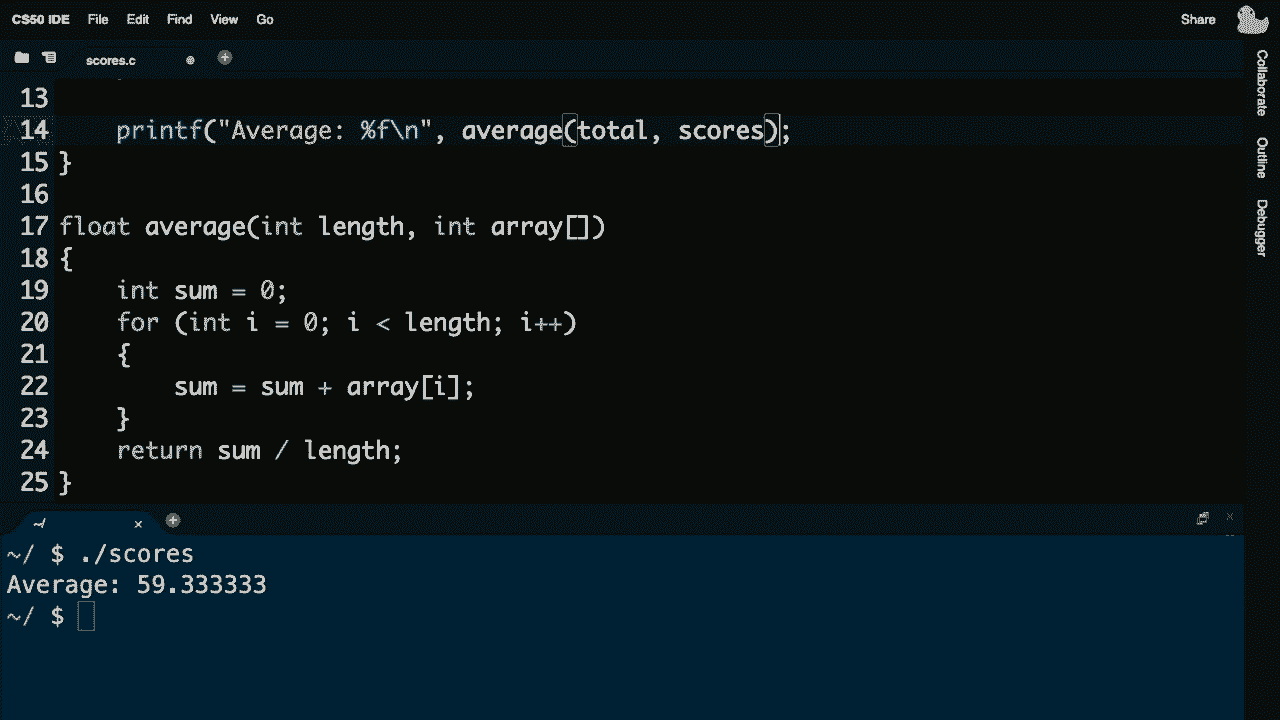 CS50 IDE File Edit Find View Go Share
scores.c
13
14     printf("Average: %f\n", average(total, scores);
15 }
16
17 float average(int length, int array[])
18 {
19     int sum = 0;
20     for (int i = 0; i < length; i++)
21     {
22         sum = sum + array[i];
23     }
24     return sum / length;
25 }
Collaborate
Outline
Debugger
~/
~/ $ ./scores
Average: 59.333333
~/ $